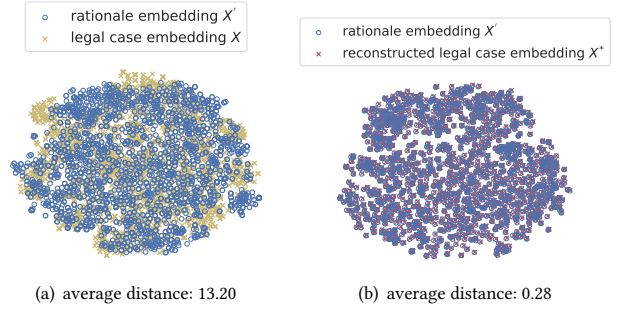 rationale embedding X′
legal case embedding X
rationale embedding X′
reconstructed legal case embedding X*
(a) average distance: 13.20
(b) average distance: 0.28